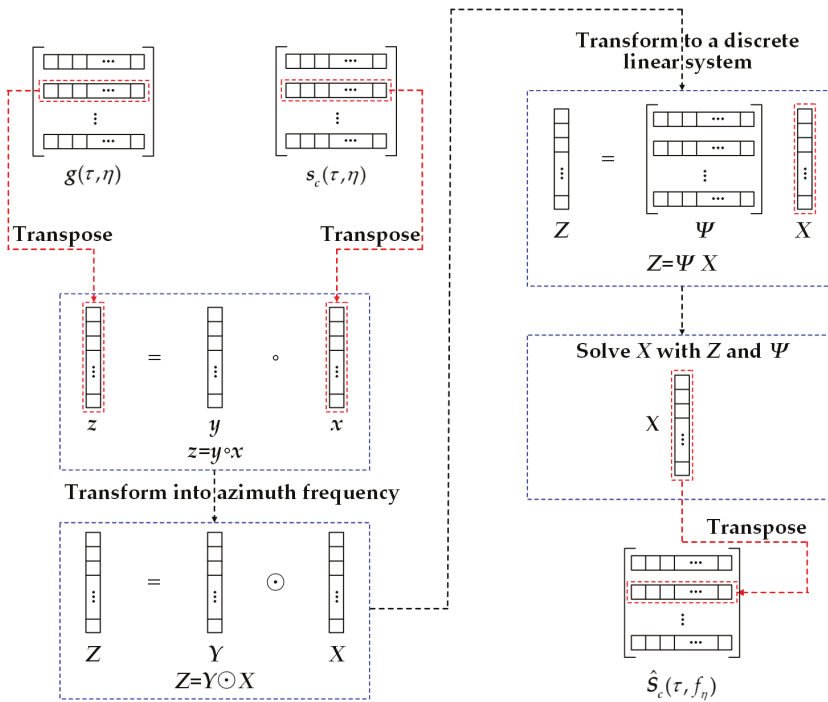 g(τ,η)
s_c(τ,η)
Transpose
Transpose
=
∘
z
y
x
z=y∘x
Transform into azimuth frequency
=
⊙
Z
Y
X
Z=Y⊙X
Transform to a discrete
linear system
=
Z
Ψ
X
Z=Ψ X
Solve X with Z and Ψ
X
Transpose
Ŝ_c(τ,f_η)